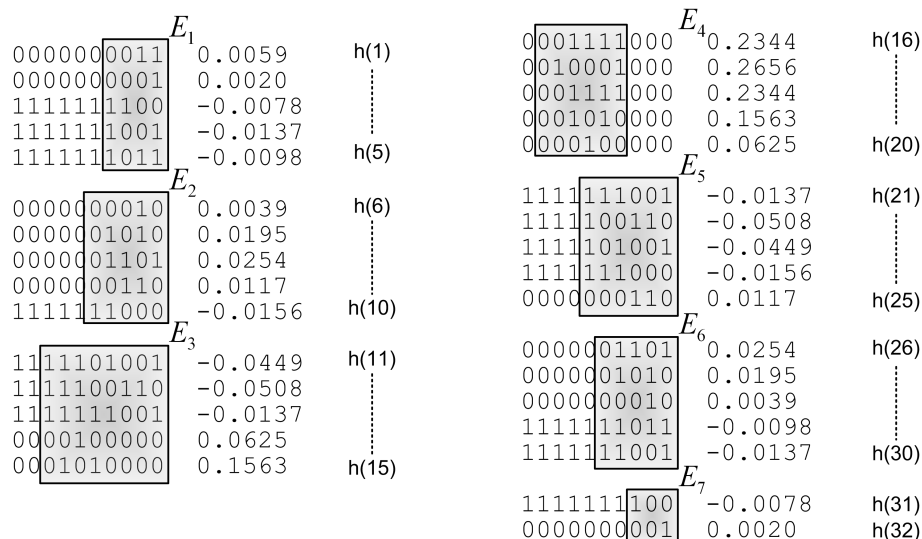 E1
0000000011 0.0059 h(1)
0000000001 0.0020
1111111100 -0.0078
1111111001 -0.0137
1111111011 -0.0098 h(5)
E2
0000000010 0.0039 h(6)
0000001010 0.0195
0000001101 0.0254
0000000110 0.0117
1111111000 -0.0156 h(10)
E3
1111101001 -0.0449 h(11)
1111100110 -0.0508
1111111001 -0.0137
0000100000 0.0625
0001010000 0.1563 h(15)
E4
0001111000 0.2344 h(16)
0010001000 0.2656
0001111000 0.2344
0001010000 0.1563
0000100000 0.0625 h(20)
E5
1111111001 -0.0137 h(21)
1111100110 -0.0508
1111101001 -0.0449
1111111000 -0.0156
0000000110 0.0117 h(25)
E6
0000001101 0.0254 h(26)
0000001010 0.0195
0000000010 0.0039
1111111011 -0.0098
1111111001 -0.0137 h(30)
E7
1111111100 -0.0078 h(31)
0000000001 0.0020 h(32)